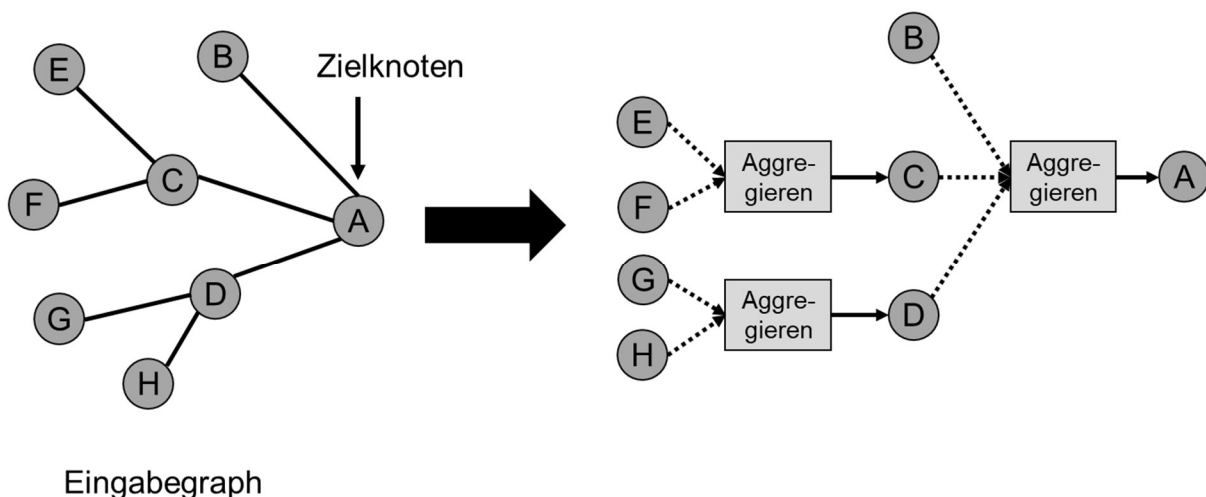 E
B
Zielknoten
F
C
A
G
D
H
Eingabegraph
B
E
F
Aggre-
gieren
C
Aggre-
gieren
A
G
H
Aggre-
gieren
D